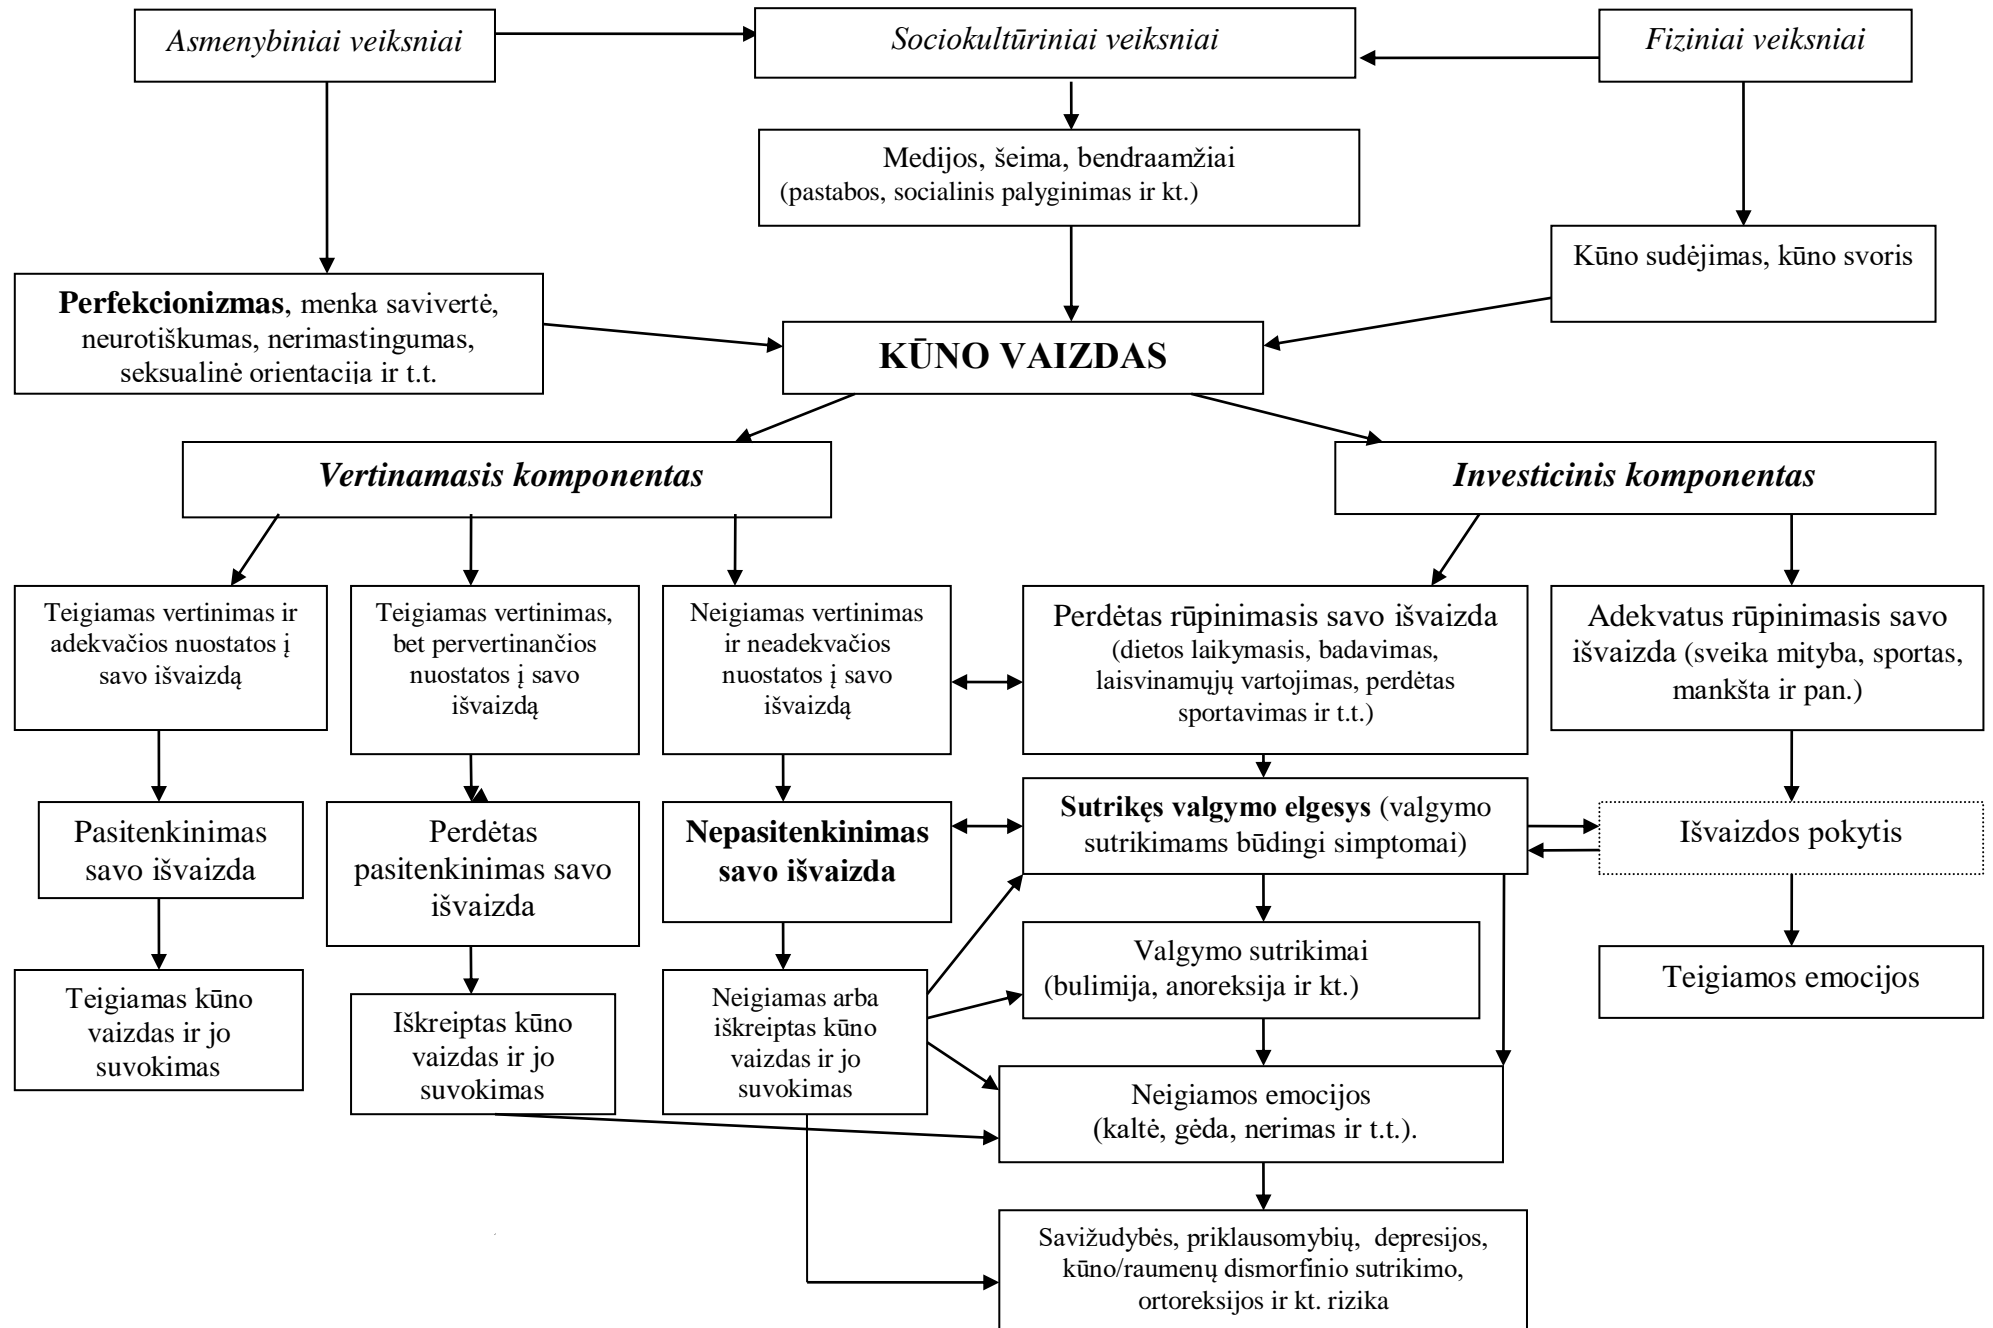 Asmenybiniai veiksniai
Sociokultūriniai veiksniai
Fiziniai veiksniai
Medijos, šeima, bendraamžiai
(pastabos, socialinis palyginimas ir kt.)
Kūno sudėjimas, kūno svoris
Perfekcionizmas, menka savivertė,
neurotiškumas, nerimastingumas,
seksualinė orientacija ir t.t.
KŪNO VAIZDAS
Vertinamasis komponentas
Investicinis komponentas
Teigiamas vertinimas ir
adekvačios nuostatos į
savo išvaizdą
Teigiamas vertinimas,
bet pervertinančios
nuostatos į savo
išvaizdą
Neigiamas vertinimas
ir neadekvačios
nuostatos į savo
išvaizdą
Perdėtas rūpinimasis savo išvaizda
(dietos laikymasis, badavimas,
laisvinamųjų vartojimas, perdėtas
sportavimas ir t.t.)
Adekvatus rūpinimasis savo
išvaizda (sveika mityba, sportas,
mankšta ir pan.)
Pasitenkinimas
savo išvaizda
Perdėtas
pasitenkinimas savo
išvaizda
Nepasitenkinimas
savo išvaizda
Sutrikęs valgymo elgesys (valgymo
sutrikimams būdingi simptomai)
Išvaizdos pokytis
Teigiamas kūno
vaizdas ir jo
suvokimas
Iškreiptas kūno
vaizdas ir jo
suvokimas
Neigiamas arba
iškreiptas kūno
vaizdas ir jo
suvokimas
Valgymo sutrikimai
(bulimija, anoreksija ir kt.)
Teigiamos emocijos
Neigiamos emocijos
(kaltė, gėda, nerimas ir t.t.).
Savižudybės, priklausomybių, depresijos,
kūno/raumenų dismorfinio sutrikimo,
ortoreksijos ir kt. rizika